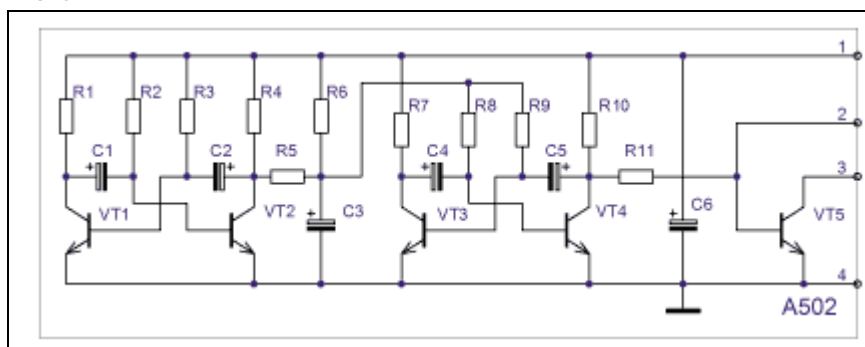 1
R1 R2 R3 R4 R6 R7 R8 R9 R10
2
C1 C2 R5 C4 C5 R11
+ + + +
3
VT1 VT2 + C3 VT3 VT4 + C6 VT5
4
A502